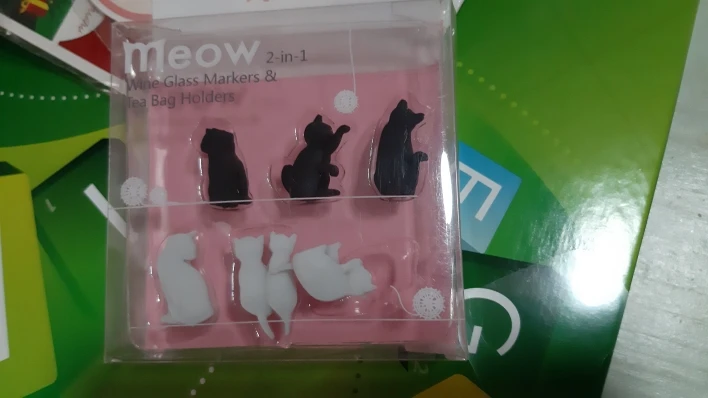 meow 2-in-1
Wine Glass Markers &
Tea Bag Holders
E